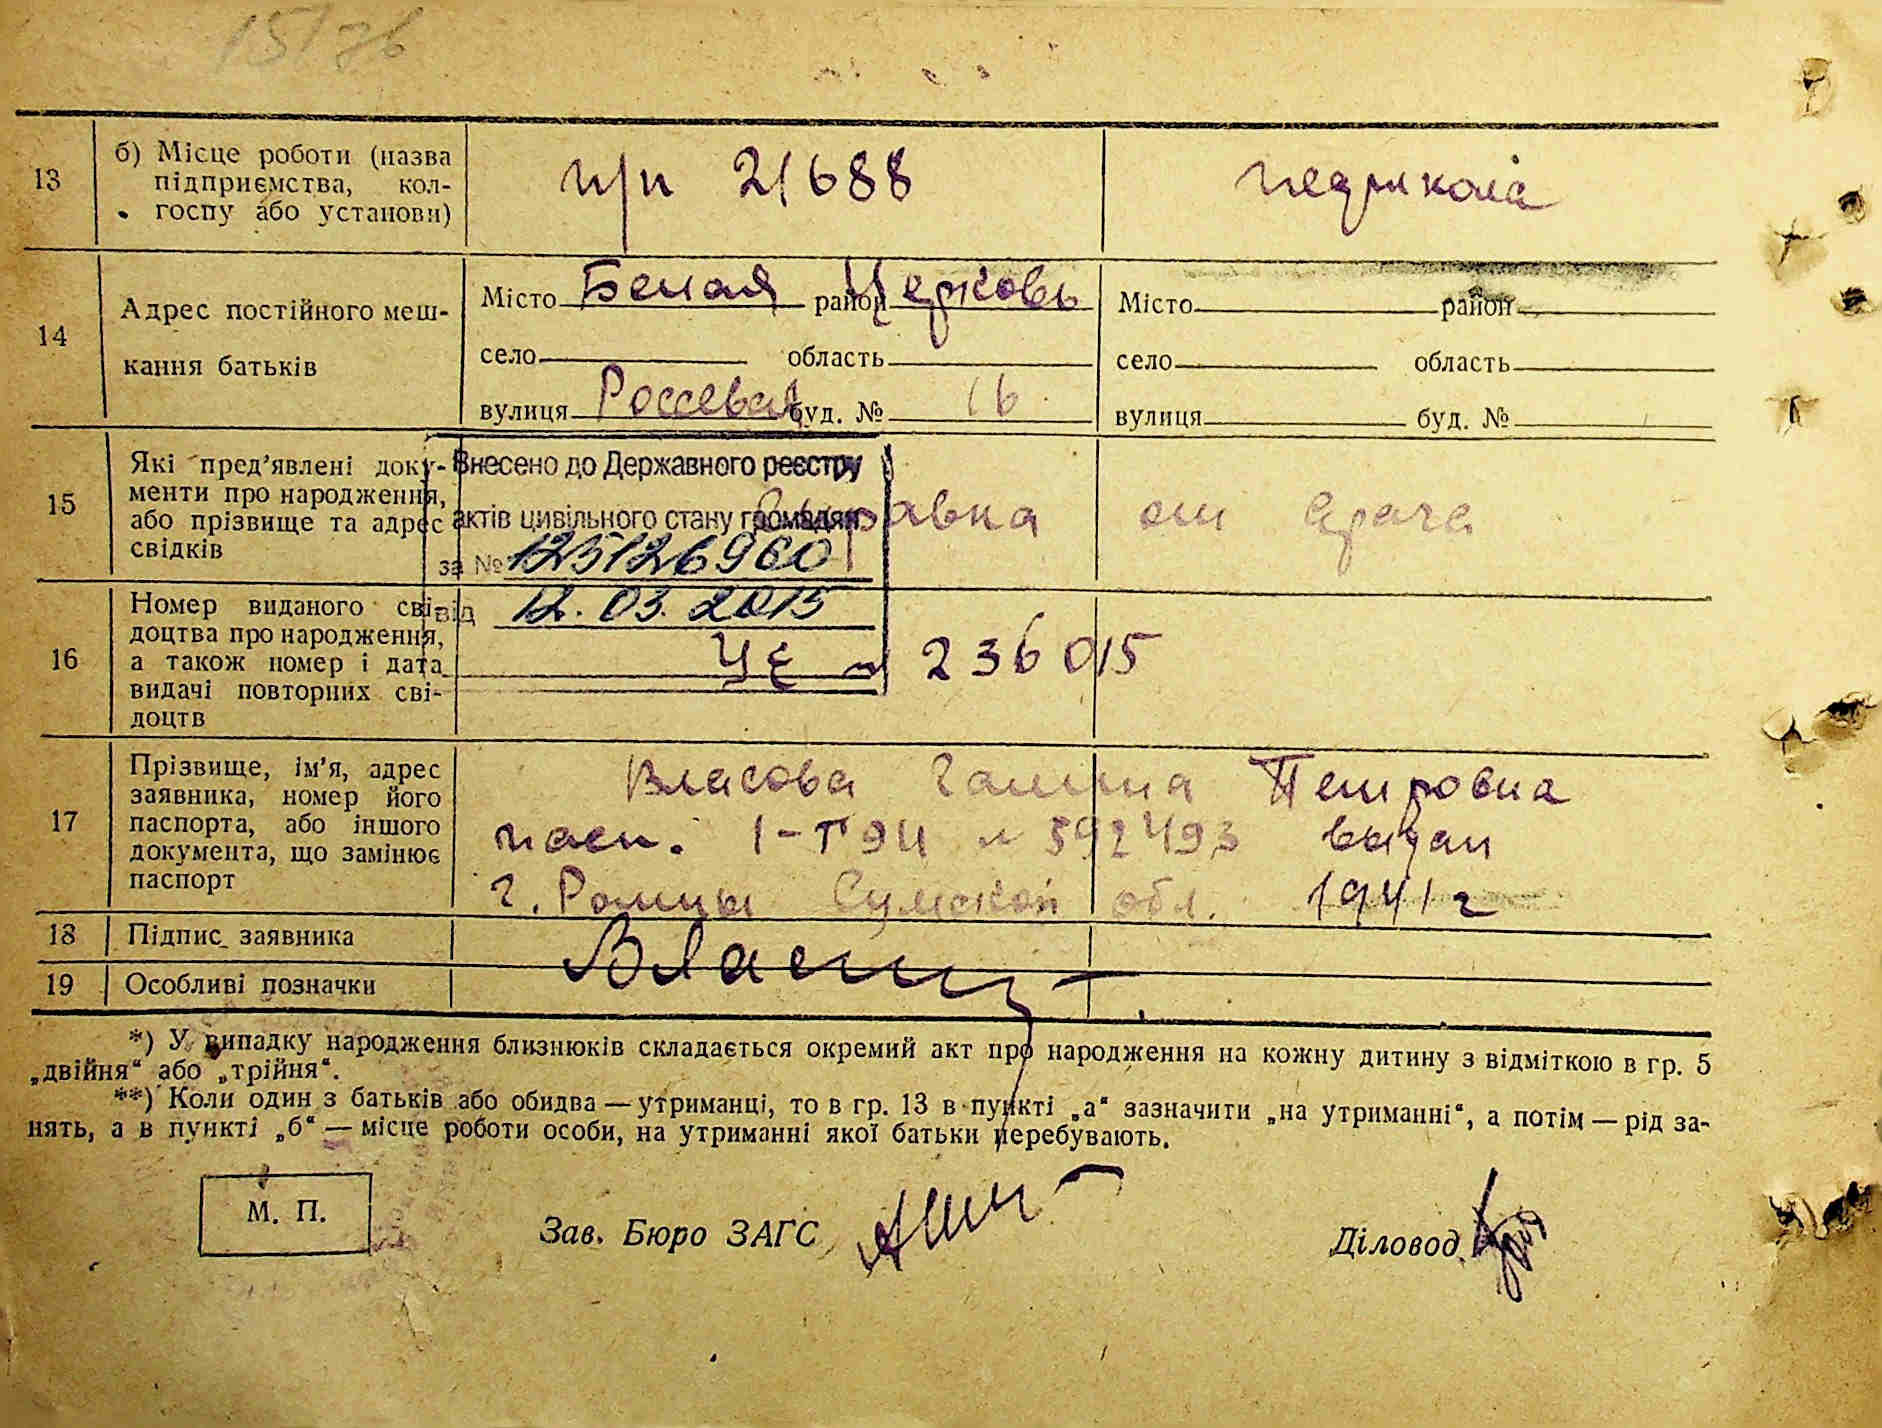 15/76
13
б) Місце роботи (назва
підприємства, кол-
госпу або установи)
п/п 21688
педшкола
14
Адрес постійного меш-
кання батьків
Місто Белая район Церковь
село область
вулиця Россевая буд. № 16
Місто район
село область
вулиця буд. №
15
Які пред’явлені доку-
менти про народження,
або прізвище та адрес
свідків
Внесено до Державного реєстру
актів цивільного стану громадян
за № 125126960
від 12.03.2015
Справка от врача
16
Номер виданого сві-
доцтва про народження,
а також номер і дата
видачі повторних сві-
доцтв
УЄ - 236015
17
Прізвище, ім’я, адрес
заявника, номер його
паспорта, або іншого
документа, що замінює
паспорт
Власова Галина Петровна
пасп. № 592493 выдан
г. Ромны Сумской обл. 1941 г
18
Підпис заявника
19
Особливі позначки
*) У випадку народження близнюків складається окремий акт про народження на кожну дитину з відміткою в гр. 5
„двійня“ або „трійня“.
**) Коли один з батьків або обидва — утриманці, то в гр. 13 в пункті „а“ зазначити „на утриманні“, а потім — рід за-
нять, а в пункті „б“ — місце роботи особи, на утриманні якої батьки перебувають.
М. П.
Зав. Бюро ЗАГС
Діловод